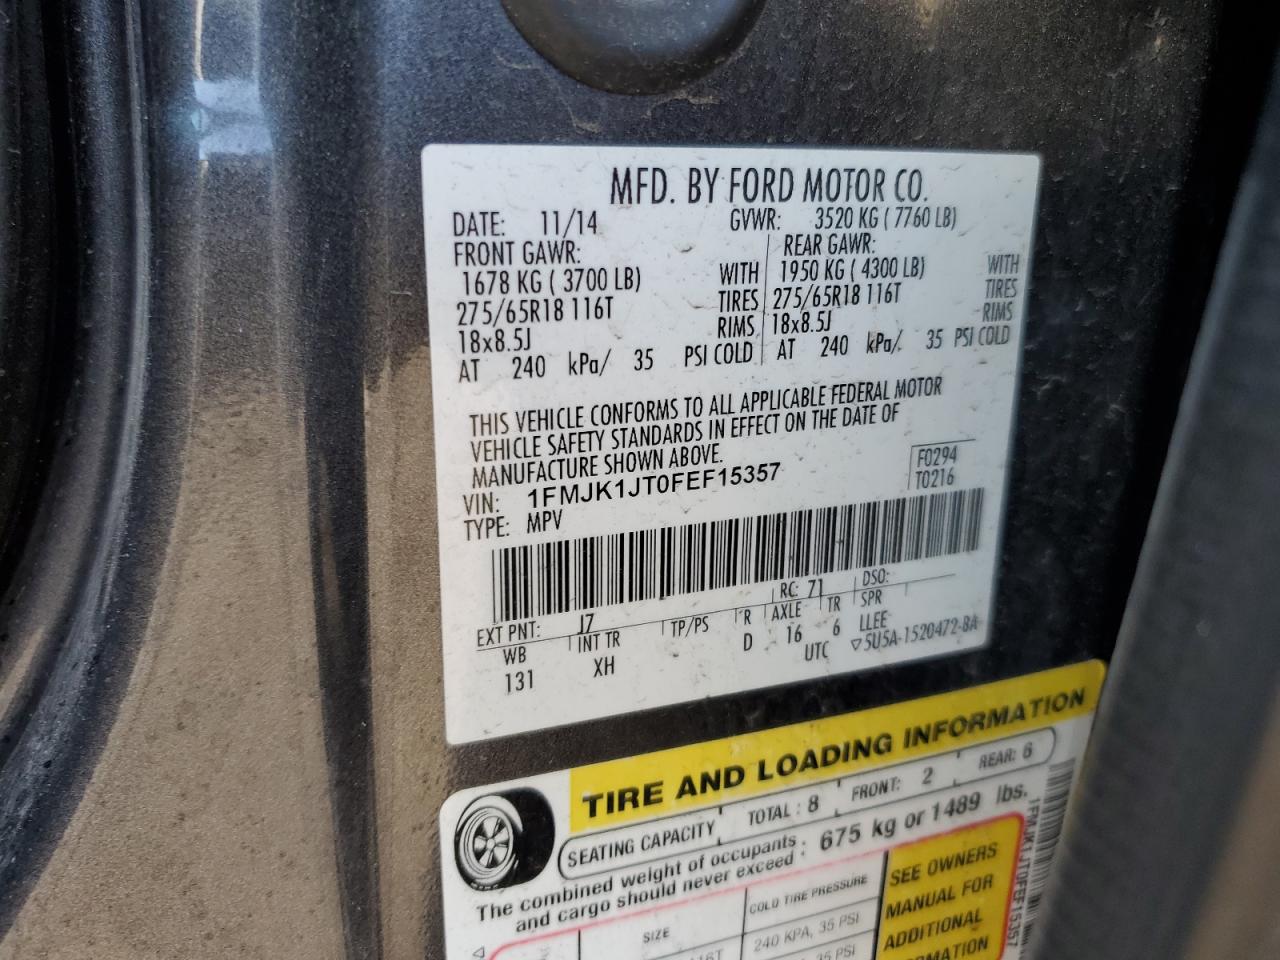 MFD. BY FORD MOTOR CO.
DATE: 11/14 GVWR: 3520 KG ( 7760 LB)
FRONT GAWR: REAR GAWR:
1678 KG ( 3700 LB) WITH 1950 KG ( 4300 LB) WITH
275/65R18 116T TIRES 275/65R18 116T TIRES
18x8.5J RIMS 18x8.5J RIMS
AT 240 kPa/ 35 PSI COLD AT 240 kPa/ 35 PSI COLD
THIS VEHICLE CONFORMS TO ALL APPLICABLE FEDERAL MOTOR
VEHICLE SAFETY STANDARDS IN EFFECT ON THE DATE OF
MANUFACTURE SHOWN ABOVE.
F0294
VIN: 1FMJK1JT0FEF15357
T0216
TYPE: MPV
EXT PNT: J7 RC: 71 DSO:
WB INT TR TP/PS R AXLE TR SPR
131 XH D 16 6 LLEE
UTC ▽5U5A-1520472-BA
TIRE AND LOADING INFORMATION
SEATING CAPACITY TOTAL : 8 FRONT: 2 REAR: 6
The combined weight of occupants
and cargo should never exceed : 675 kg or 1489 lbs.
SIZE COLD TIRE PRESSURE
240 KPA, 35 PSI
35 PSI
SEE OWNERS
MANUAL FOR
ADDITIONAL
1FMJK1JT0FEF15357